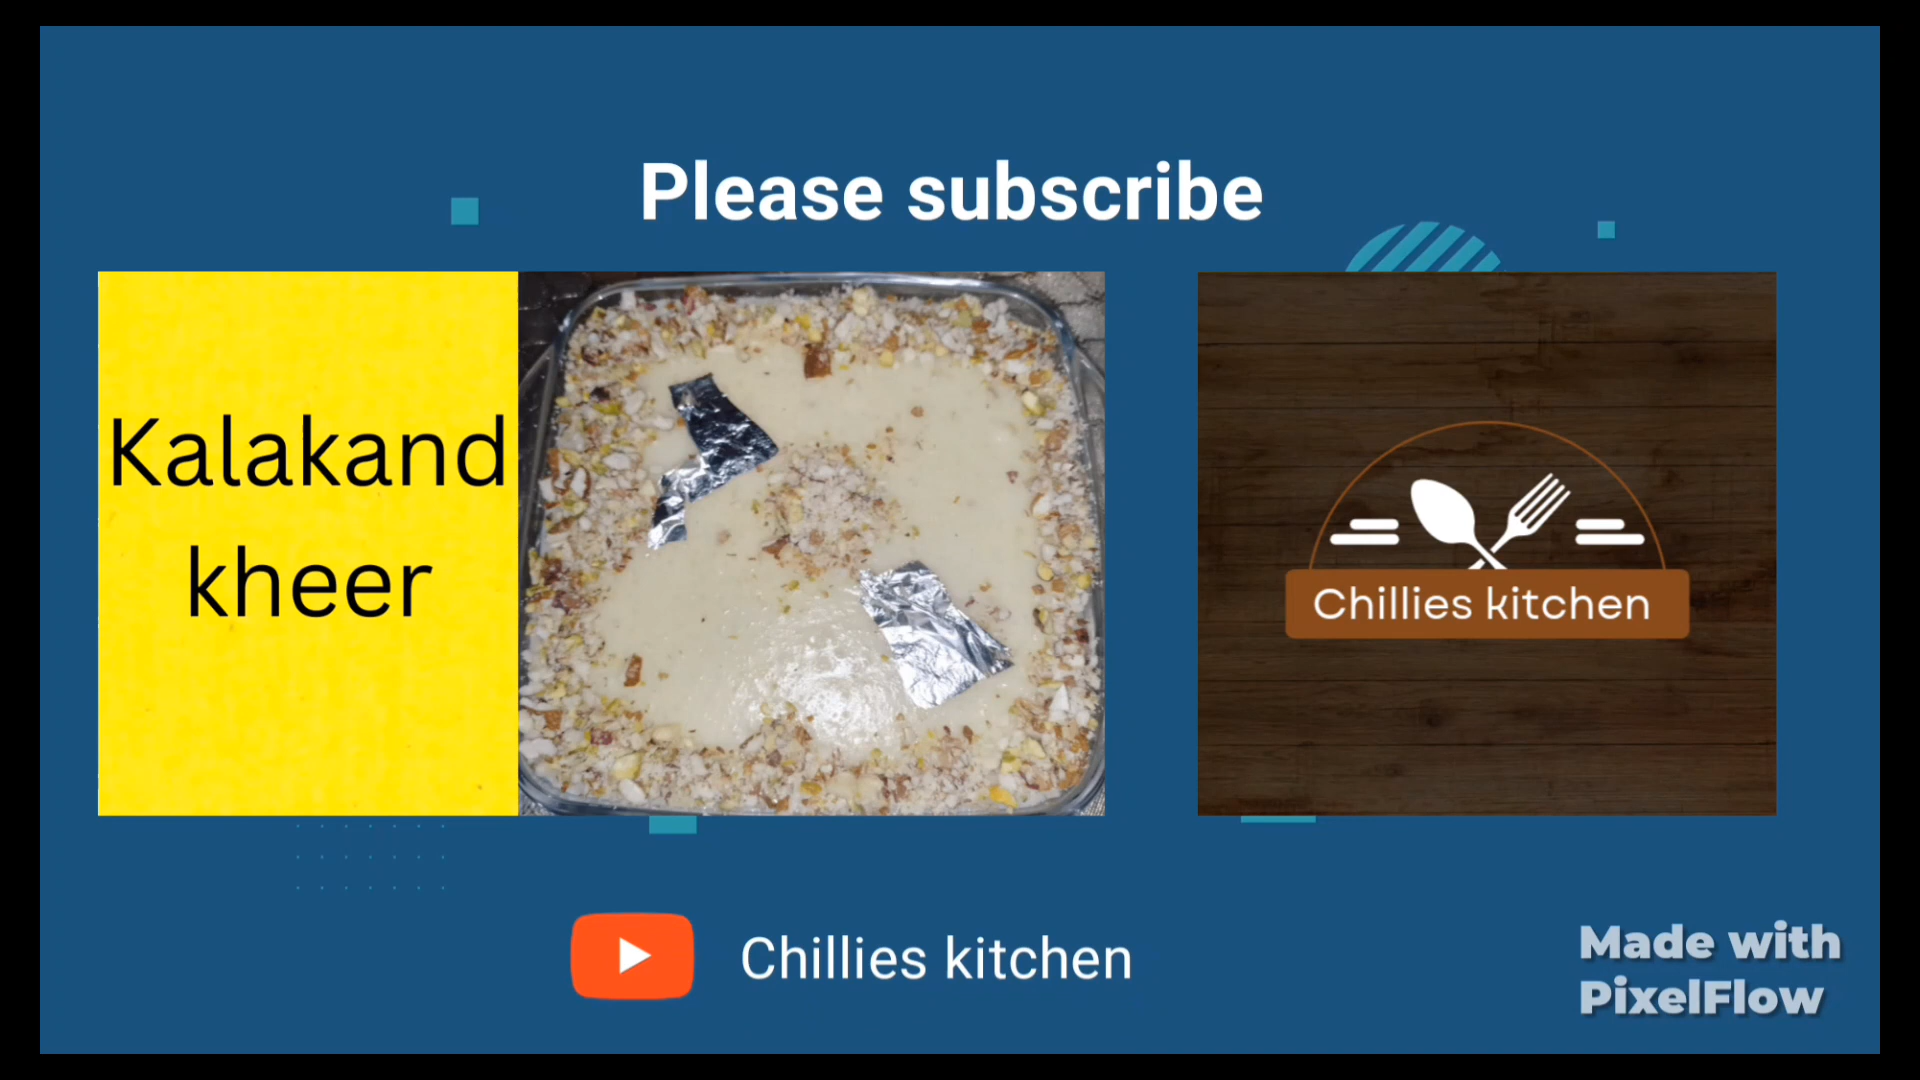 Please subscribe
Kalakand
kheer
Chillies kitchen
Chillies kitchen
Made with
PixelFlow